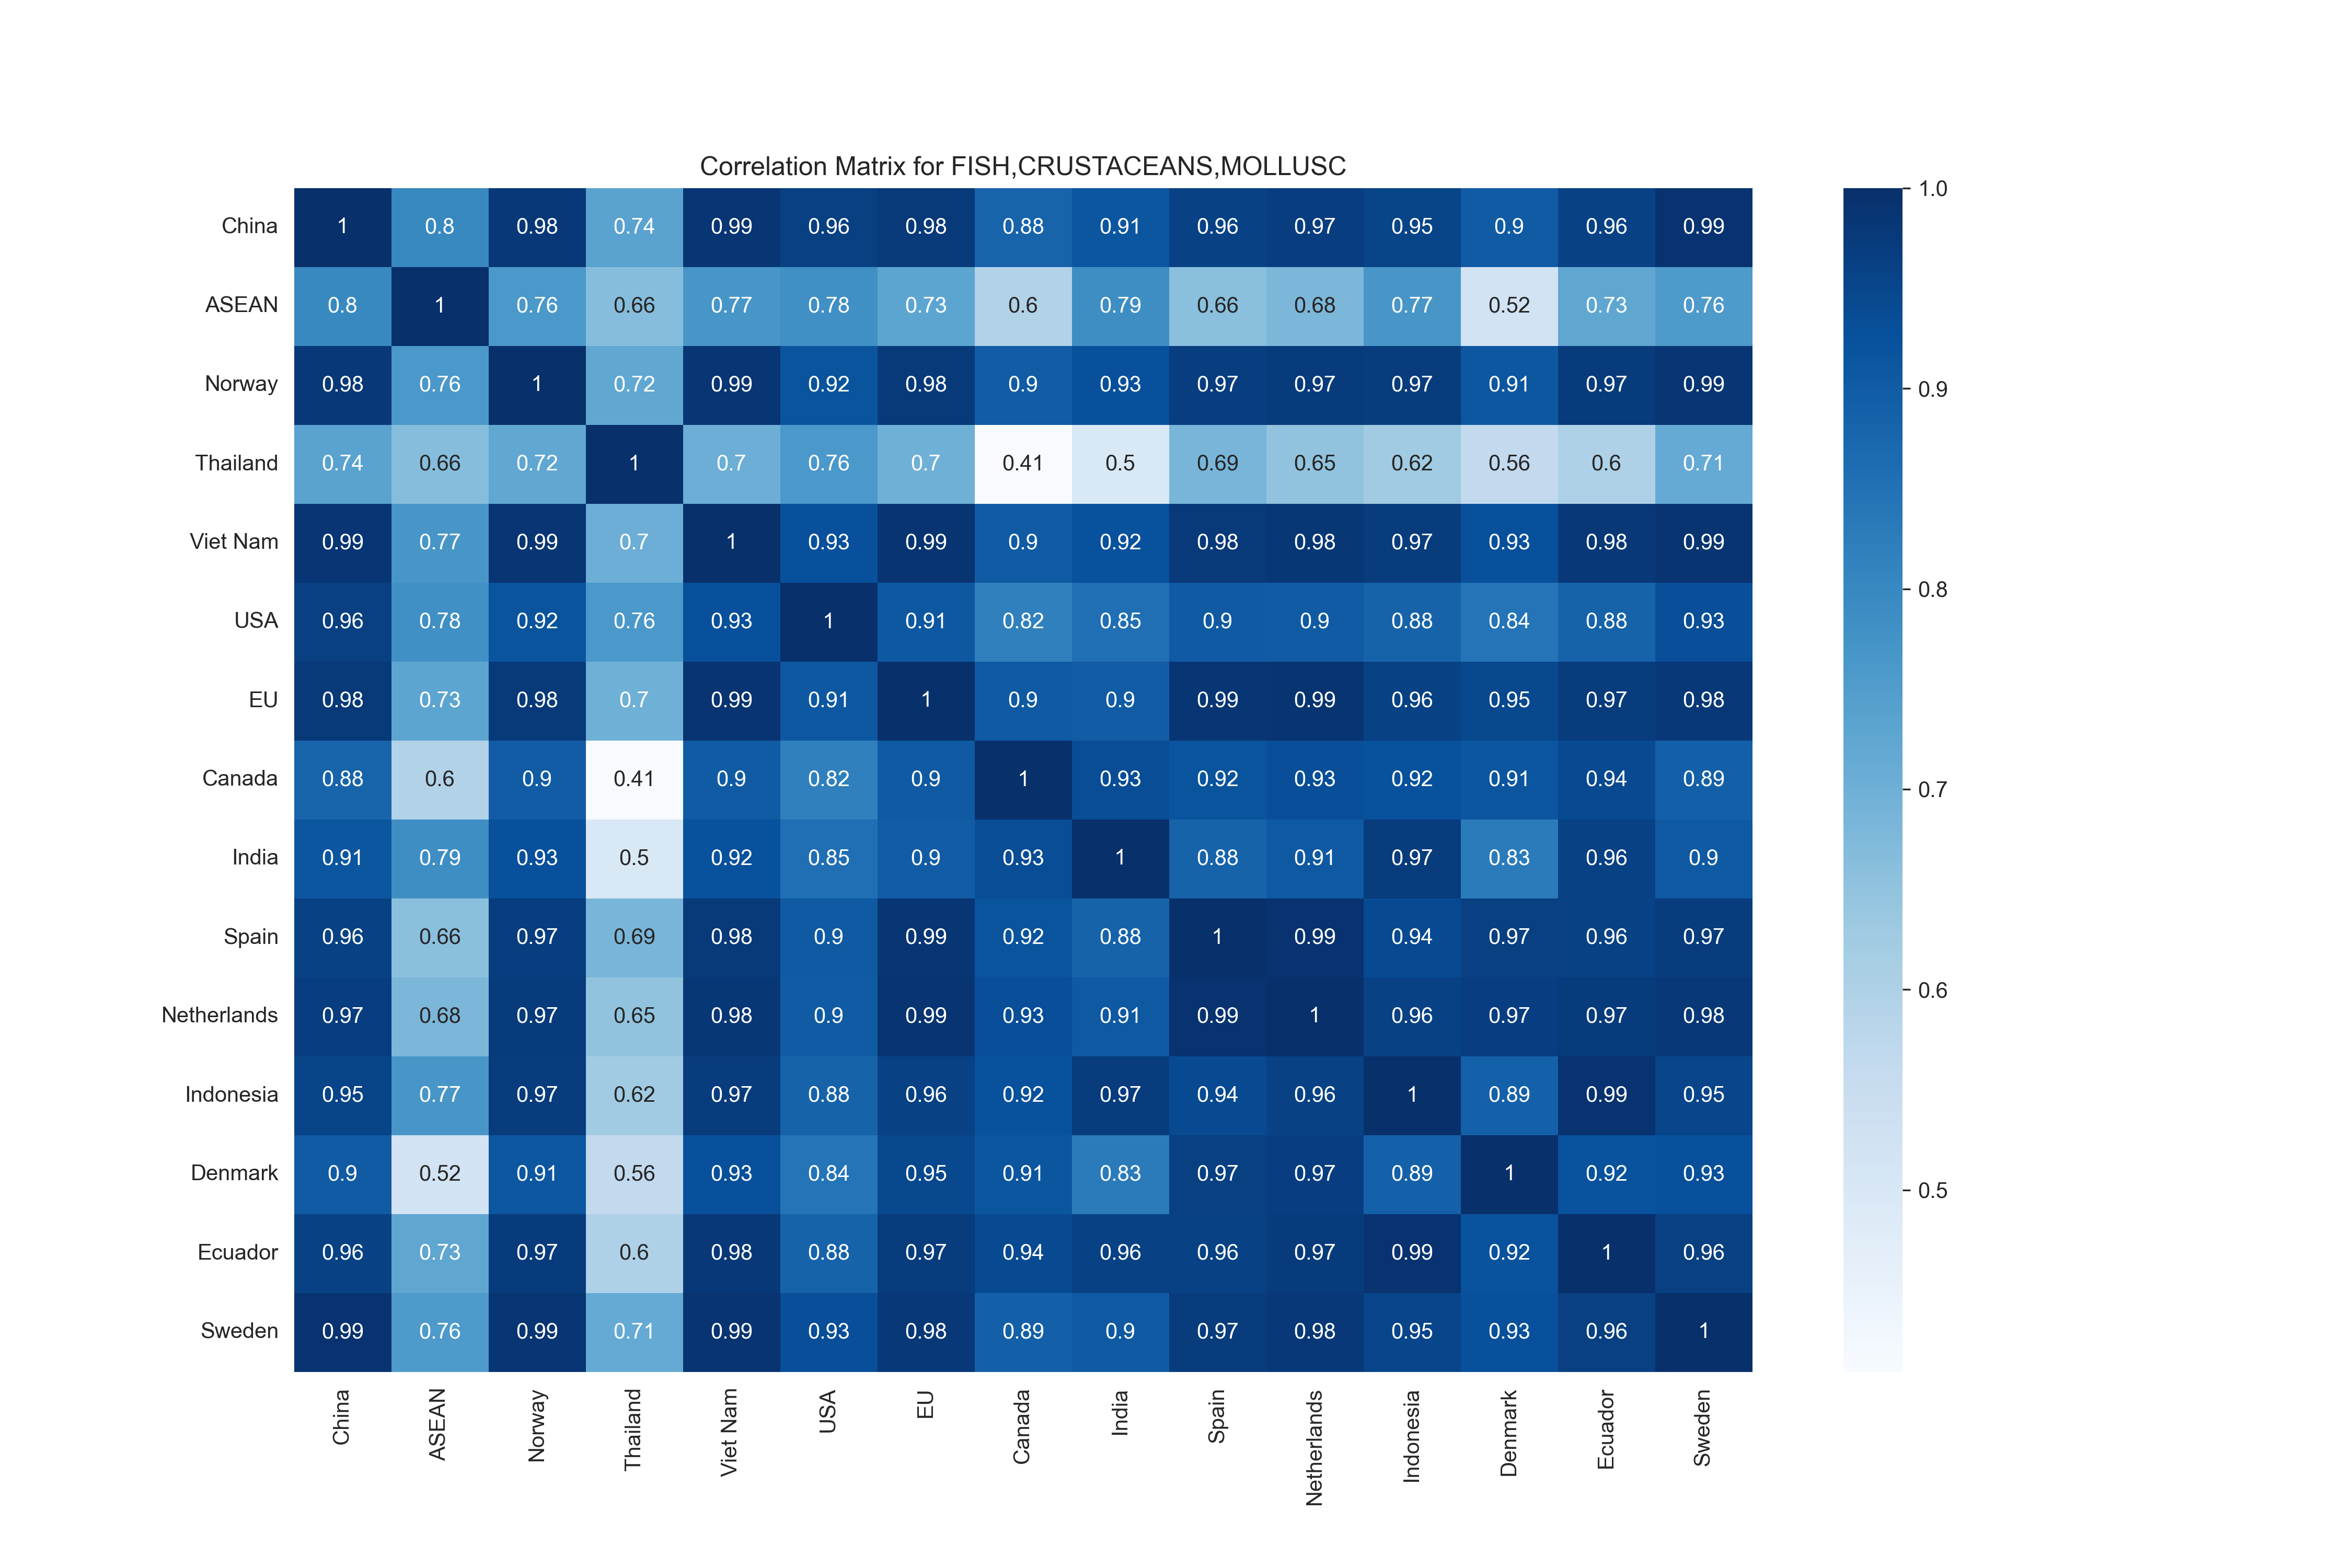 Correlation Matrix for FISH,CRUSTACEANS,MOLLUSC
China 1 0.8 0.98 0.74 0.99 0.96 0.98 0.88 0.91 0.96 0.97 0.95 0.9 0.96 0.99
ASEAN 0.8 1 0.76 0.66 0.77 0.78 0.73 0.6 0.79 0.66 0.68 0.77 0.52 0.73 0.76
Norway 0.98 0.76 1 0.72 0.99 0.92 0.98 0.9 0.93 0.97 0.97 0.97 0.91 0.97 0.99
Thailand 0.74 0.66 0.72 1 0.7 0.76 0.7 0.41 0.5 0.69 0.65 0.62 0.56 0.6 0.71
Viet Nam 0.99 0.77 0.99 0.7 1 0.93 0.99 0.9 0.92 0.98 0.98 0.97 0.93 0.98 0.99
USA 0.96 0.78 0.92 0.76 0.93 1 0.91 0.82 0.85 0.9 0.9 0.88 0.84 0.88 0.93
EU 0.98 0.73 0.98 0.7 0.99 0.91 1 0.9 0.9 0.99 0.99 0.96 0.95 0.97 0.98
Canada 0.88 0.6 0.9 0.41 0.9 0.82 0.9 1 0.93 0.92 0.93 0.92 0.91 0.94 0.89
India 0.91 0.79 0.93 0.5 0.92 0.85 0.9 0.93 1 0.88 0.91 0.97 0.83 0.96 0.9
Spain 0.96 0.66 0.97 0.69 0.98 0.9 0.99 0.92 0.88 1 0.99 0.94 0.97 0.96 0.97
Netherlands 0.97 0.68 0.97 0.65 0.98 0.9 0.99 0.93 0.91 0.99 1 0.96 0.97 0.97 0.98
Indonesia 0.95 0.77 0.97 0.62 0.97 0.88 0.96 0.92 0.97 0.94 0.96 1 0.89 0.99 0.95
Denmark 0.9 0.52 0.91 0.56 0.93 0.84 0.95 0.91 0.83 0.97 0.97 0.89 1 0.92 0.93
Ecuador 0.96 0.73 0.97 0.6 0.98 0.88 0.97 0.94 0.96 0.96 0.97 0.99 0.92 1 0.96
Sweden 0.99 0.76 0.99 0.71 0.99 0.93 0.98 0.89 0.9 0.97 0.98 0.95 0.93 0.96 1
China ASEAN Norway Thailand Viet Nam USA EU Canada India Spain Netherlands Indonesia Denmark Ecuador Sweden
1.0
0.9
0.8
0.7
0.6
0.5